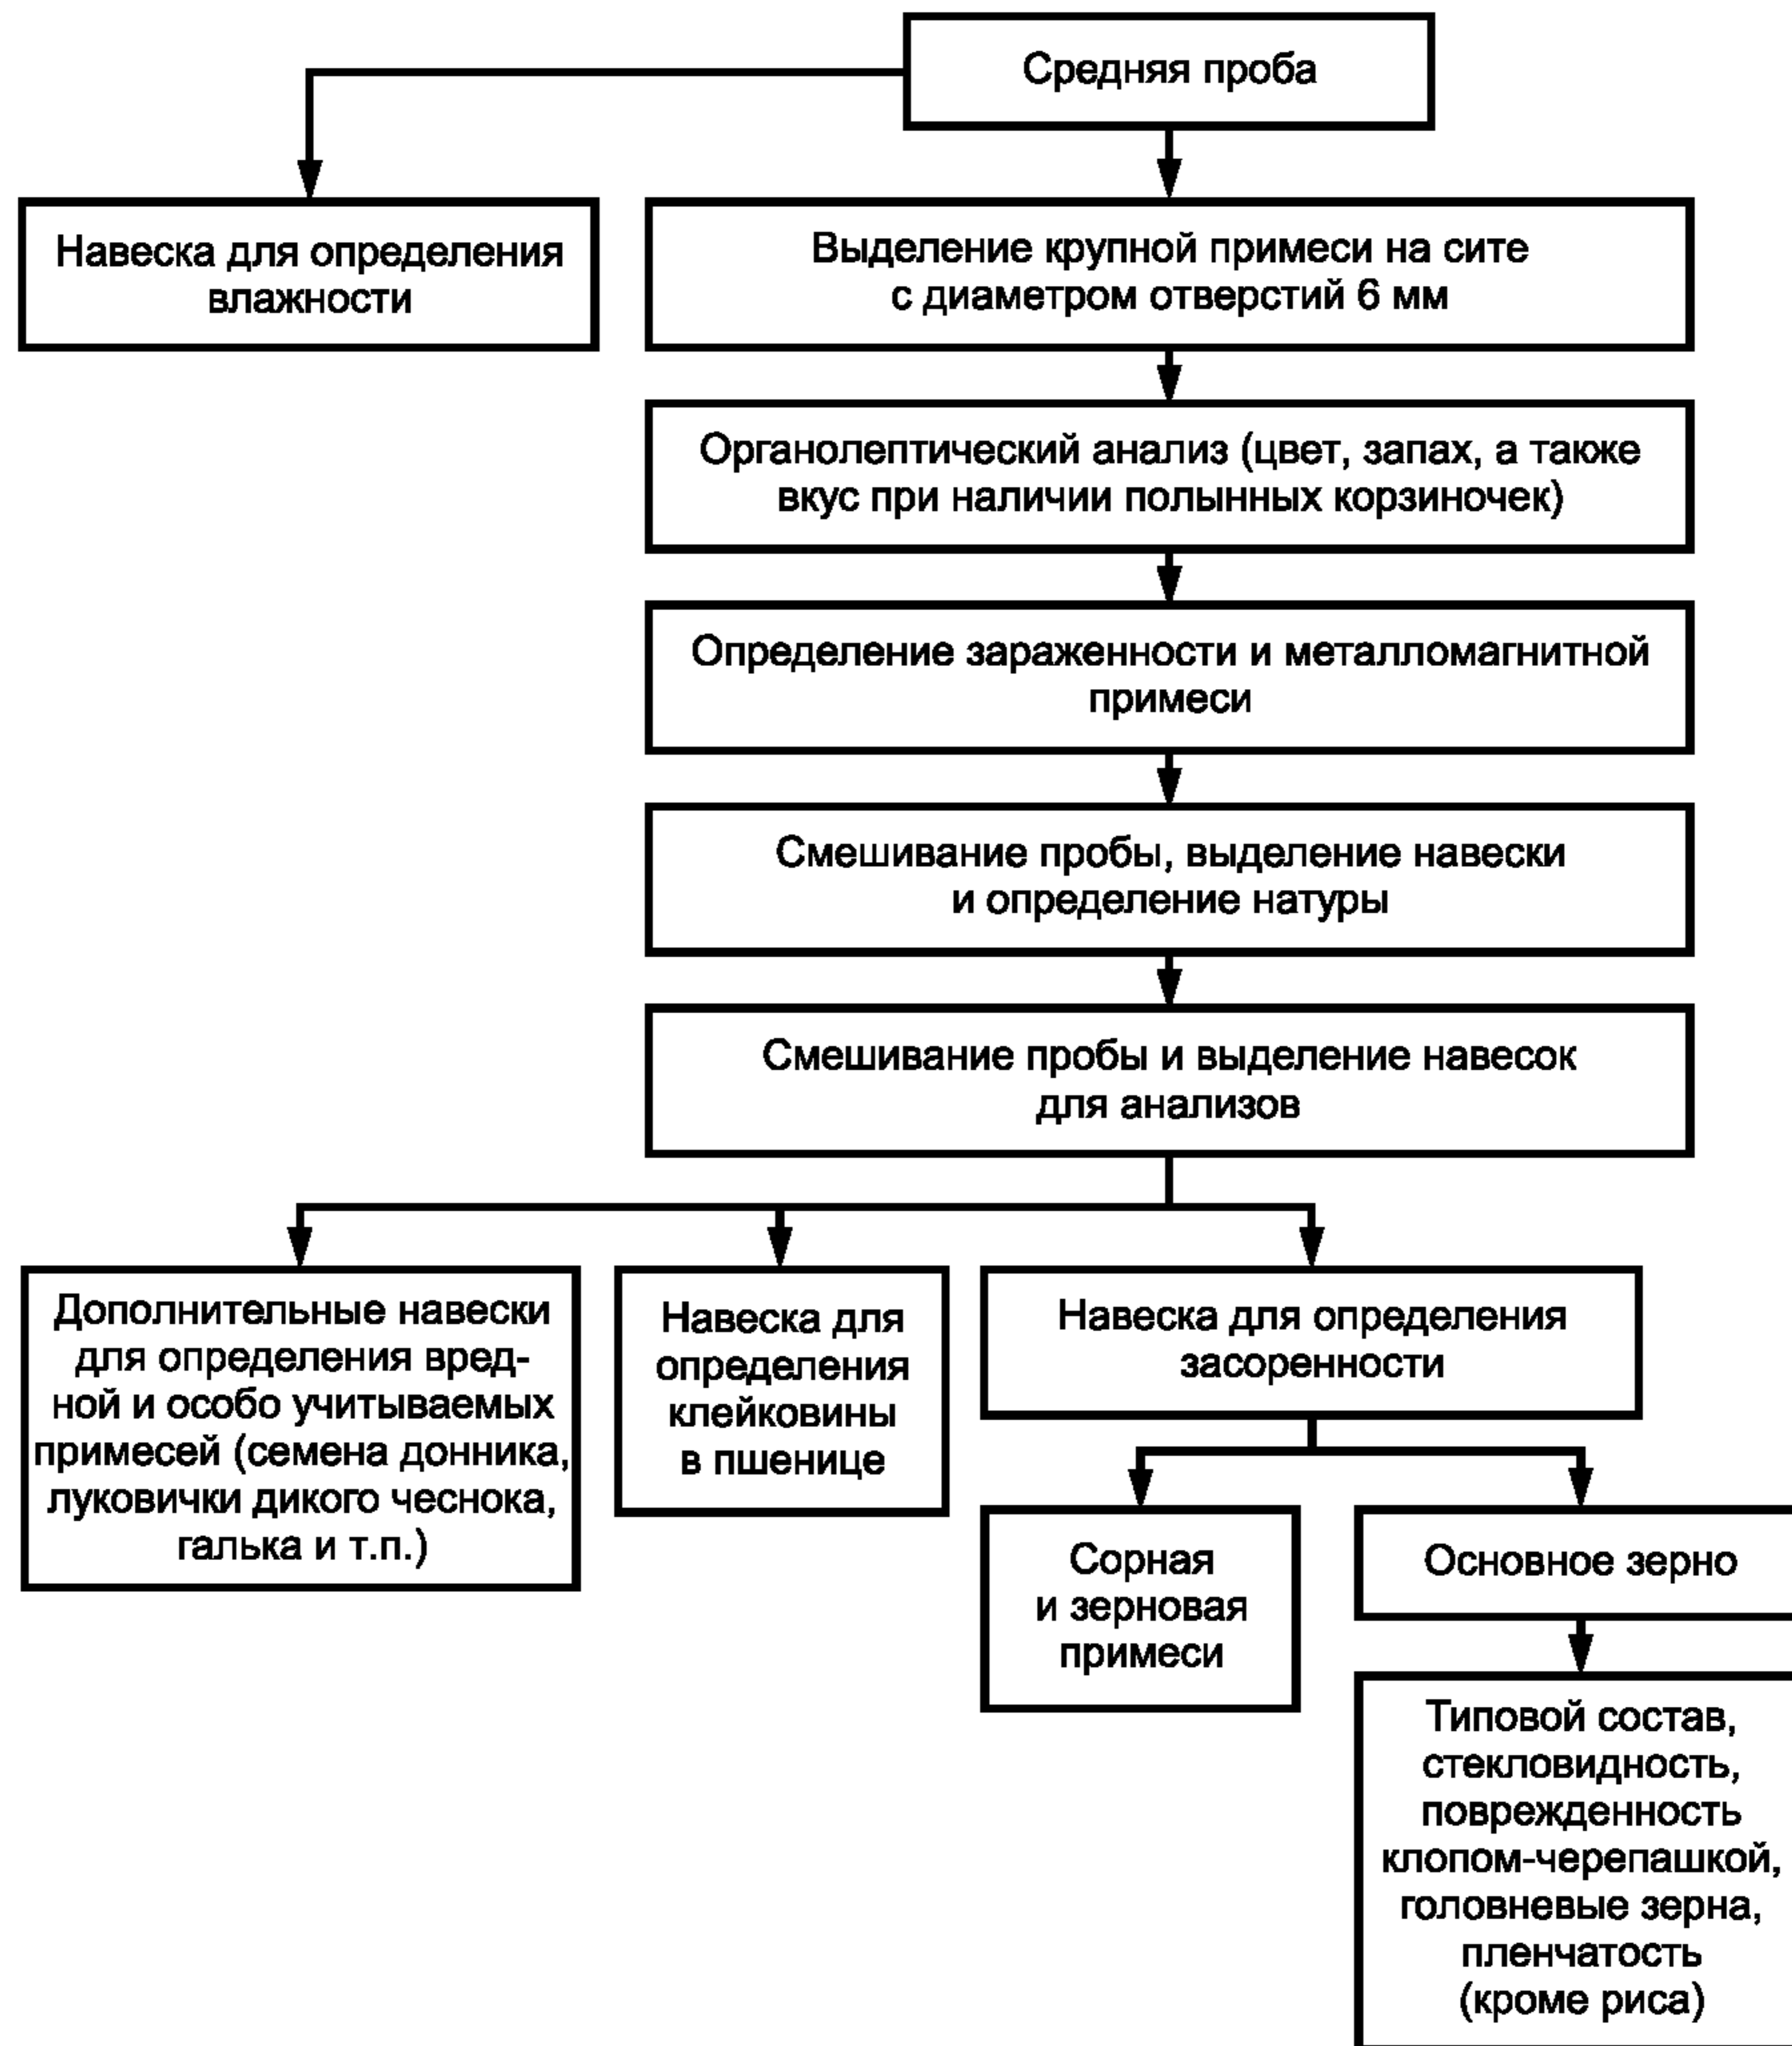 Средняя проба
Навеска для определения
влажности
Выделение крупной примеси на сите
с диаметром отверстий 6 мм
Органолептический анализ (цвет, запах, а также
вкус при наличии полынных корзиночек)
Определение зараженности и металломагнитной
примеси
Смешивание пробы, выделение навески
и определение натуры
Смешивание пробы и выделение навесок
для анализов
Дополнительные навески
для определения вред-
ной и особо учитываемых
примесей (семена донника,
луковички дикого чеснока,
галька и т.п.)
Навеска для
определения
клейковины
в пшенице
Навеска для определения
засоренности
Сорная
и зерновая
примеси
Основное зерно
Типовой состав,
стекловидность,
поврежденность
клопом-черепашкой,
головневые зерна,
пленчатость
(кроме риса)